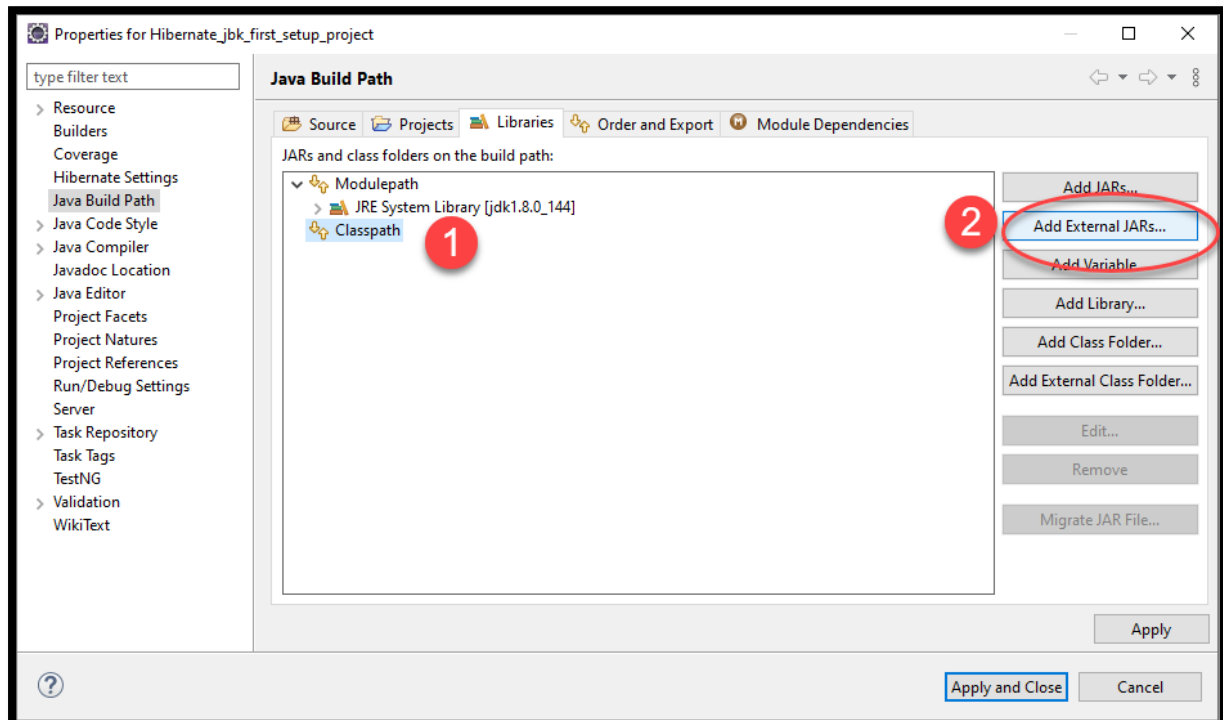 Properties for Hibernate_jbk_first_setup_project
type filter text
Resource
Builders
Coverage
Hibernate Settings
Java Build Path
Java Code Style
Java Compiler
Javadoc Location
Java Editor
Project Facets
Project Natures
Project References
Run/Debug Settings
Server
Task Repository
Task Tags
TestNG
Validation
WikiText
Java Build Path
Source Projects Libraries Order and Export Module Dependencies
JARs and class folders on the build path:
Modulepath
JRE System Library [jdk1.8.0_144]
Classpath
1
2
Add JARs...
Add External JARs...
Add Variable...
Add Library...
Add Class Folder...
Add External Class Folder...
Edit...
Remove
Migrate JAR File...
Apply
?
Apply and Close Cancel